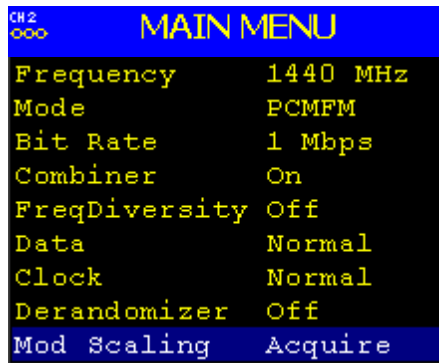 CH2
MAIN MENU
Frequency 1440 MHz
Mode PCMFM
Bit Rate 1 Mbps
Combiner On
FreqDiversity Off
Data Normal
Clock Normal
Derandomizer Off
Mod Scaling Acquire